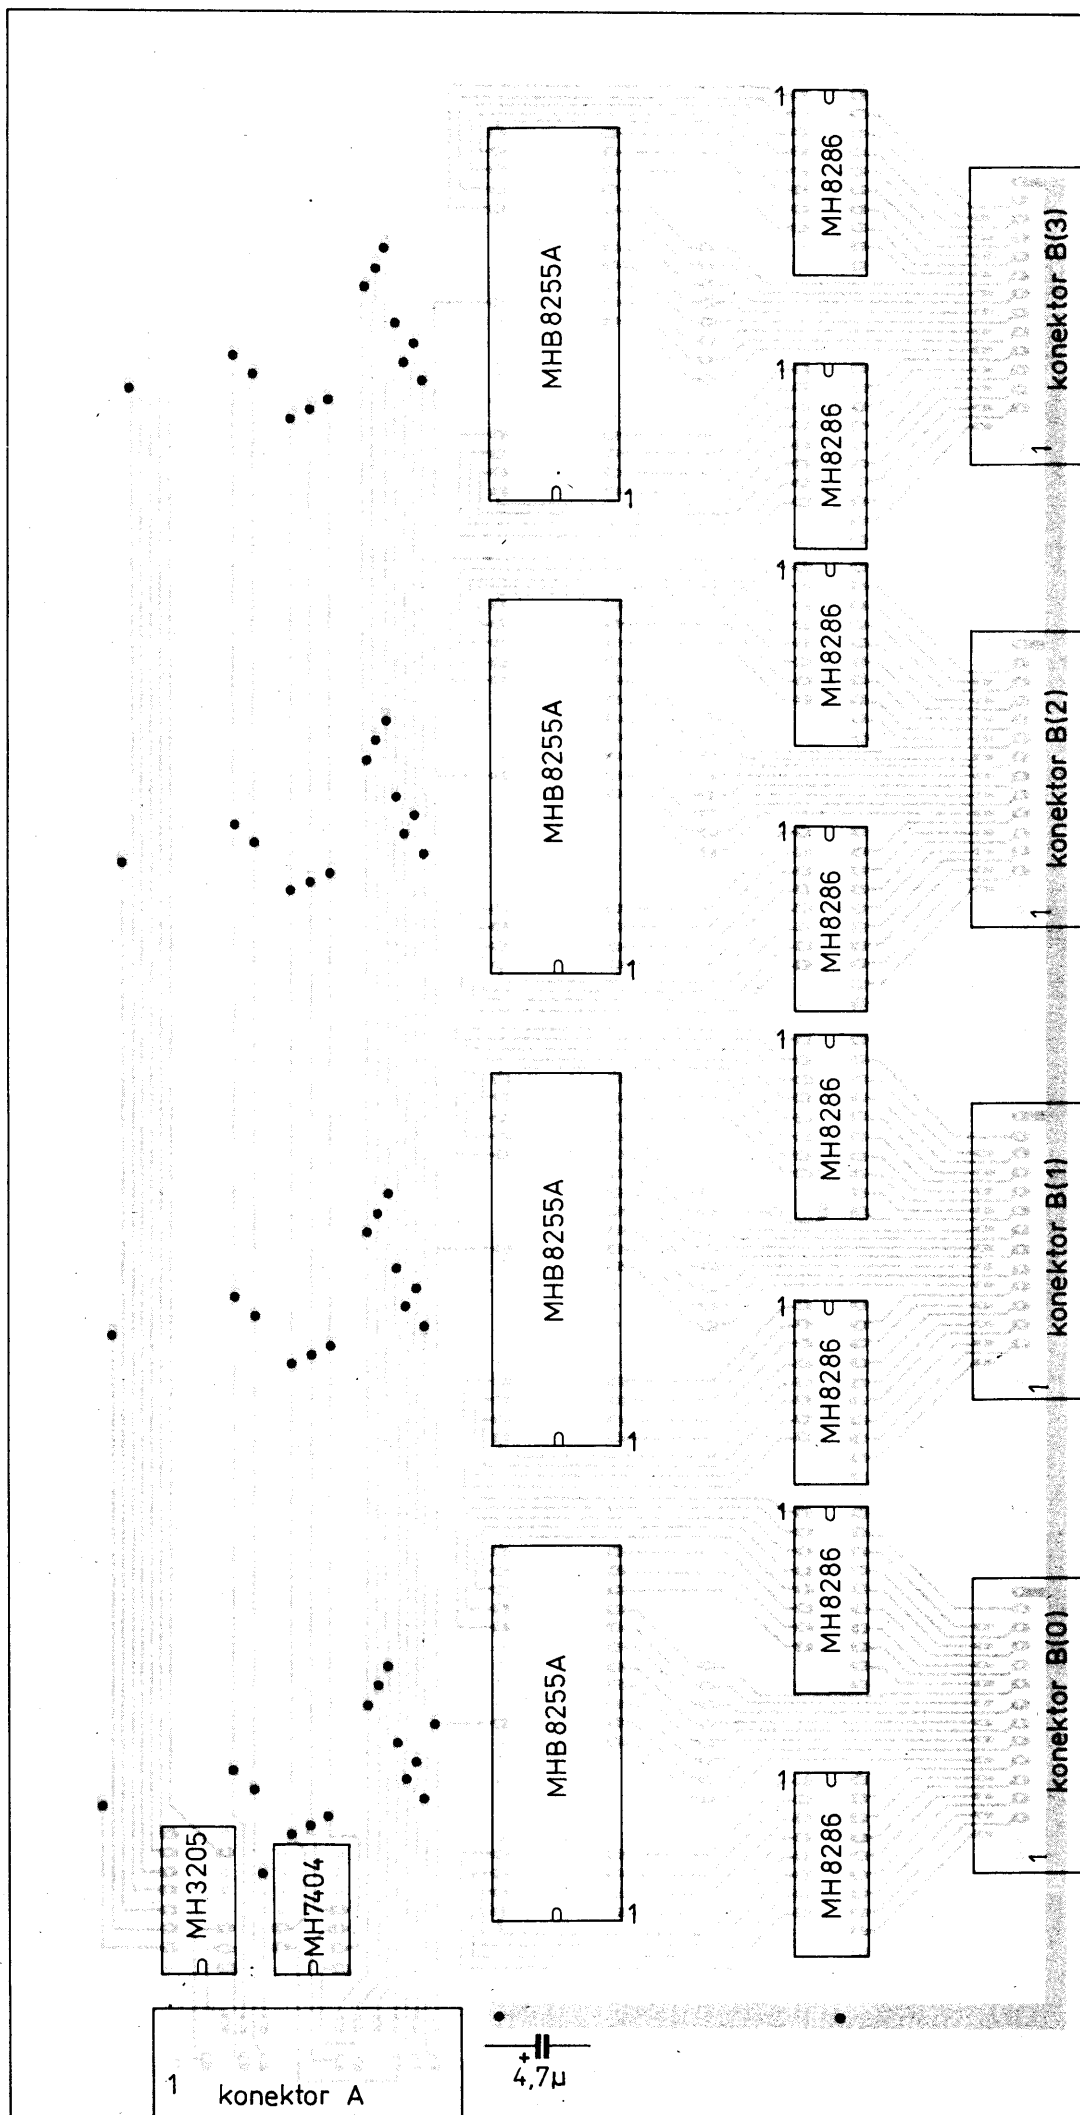 1
MH8286
MHB8255A
1
konektor B(3)
1
1
MH8286
1
MH8286
MHB8255A
1
konektor B(2)
1
1
MH8286
1
MH8286
MHB8255A
1
konektor B(1)
1
1
MH8286
1
MH8286
MHB8255A
1
konektor B(0)
1
1
MH8286
MH3205
MH7404
1
konektor A
+
4,7µ